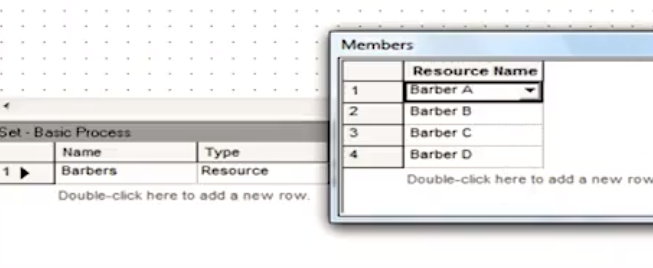 Members
Resource Name
1 Barber A
2 Barber B
3 Barber C
4 Barber D
Double-click here to add a new row
Set - Basic Process
Name Type
1 Barbers Resource
Double-click here to add a new row.